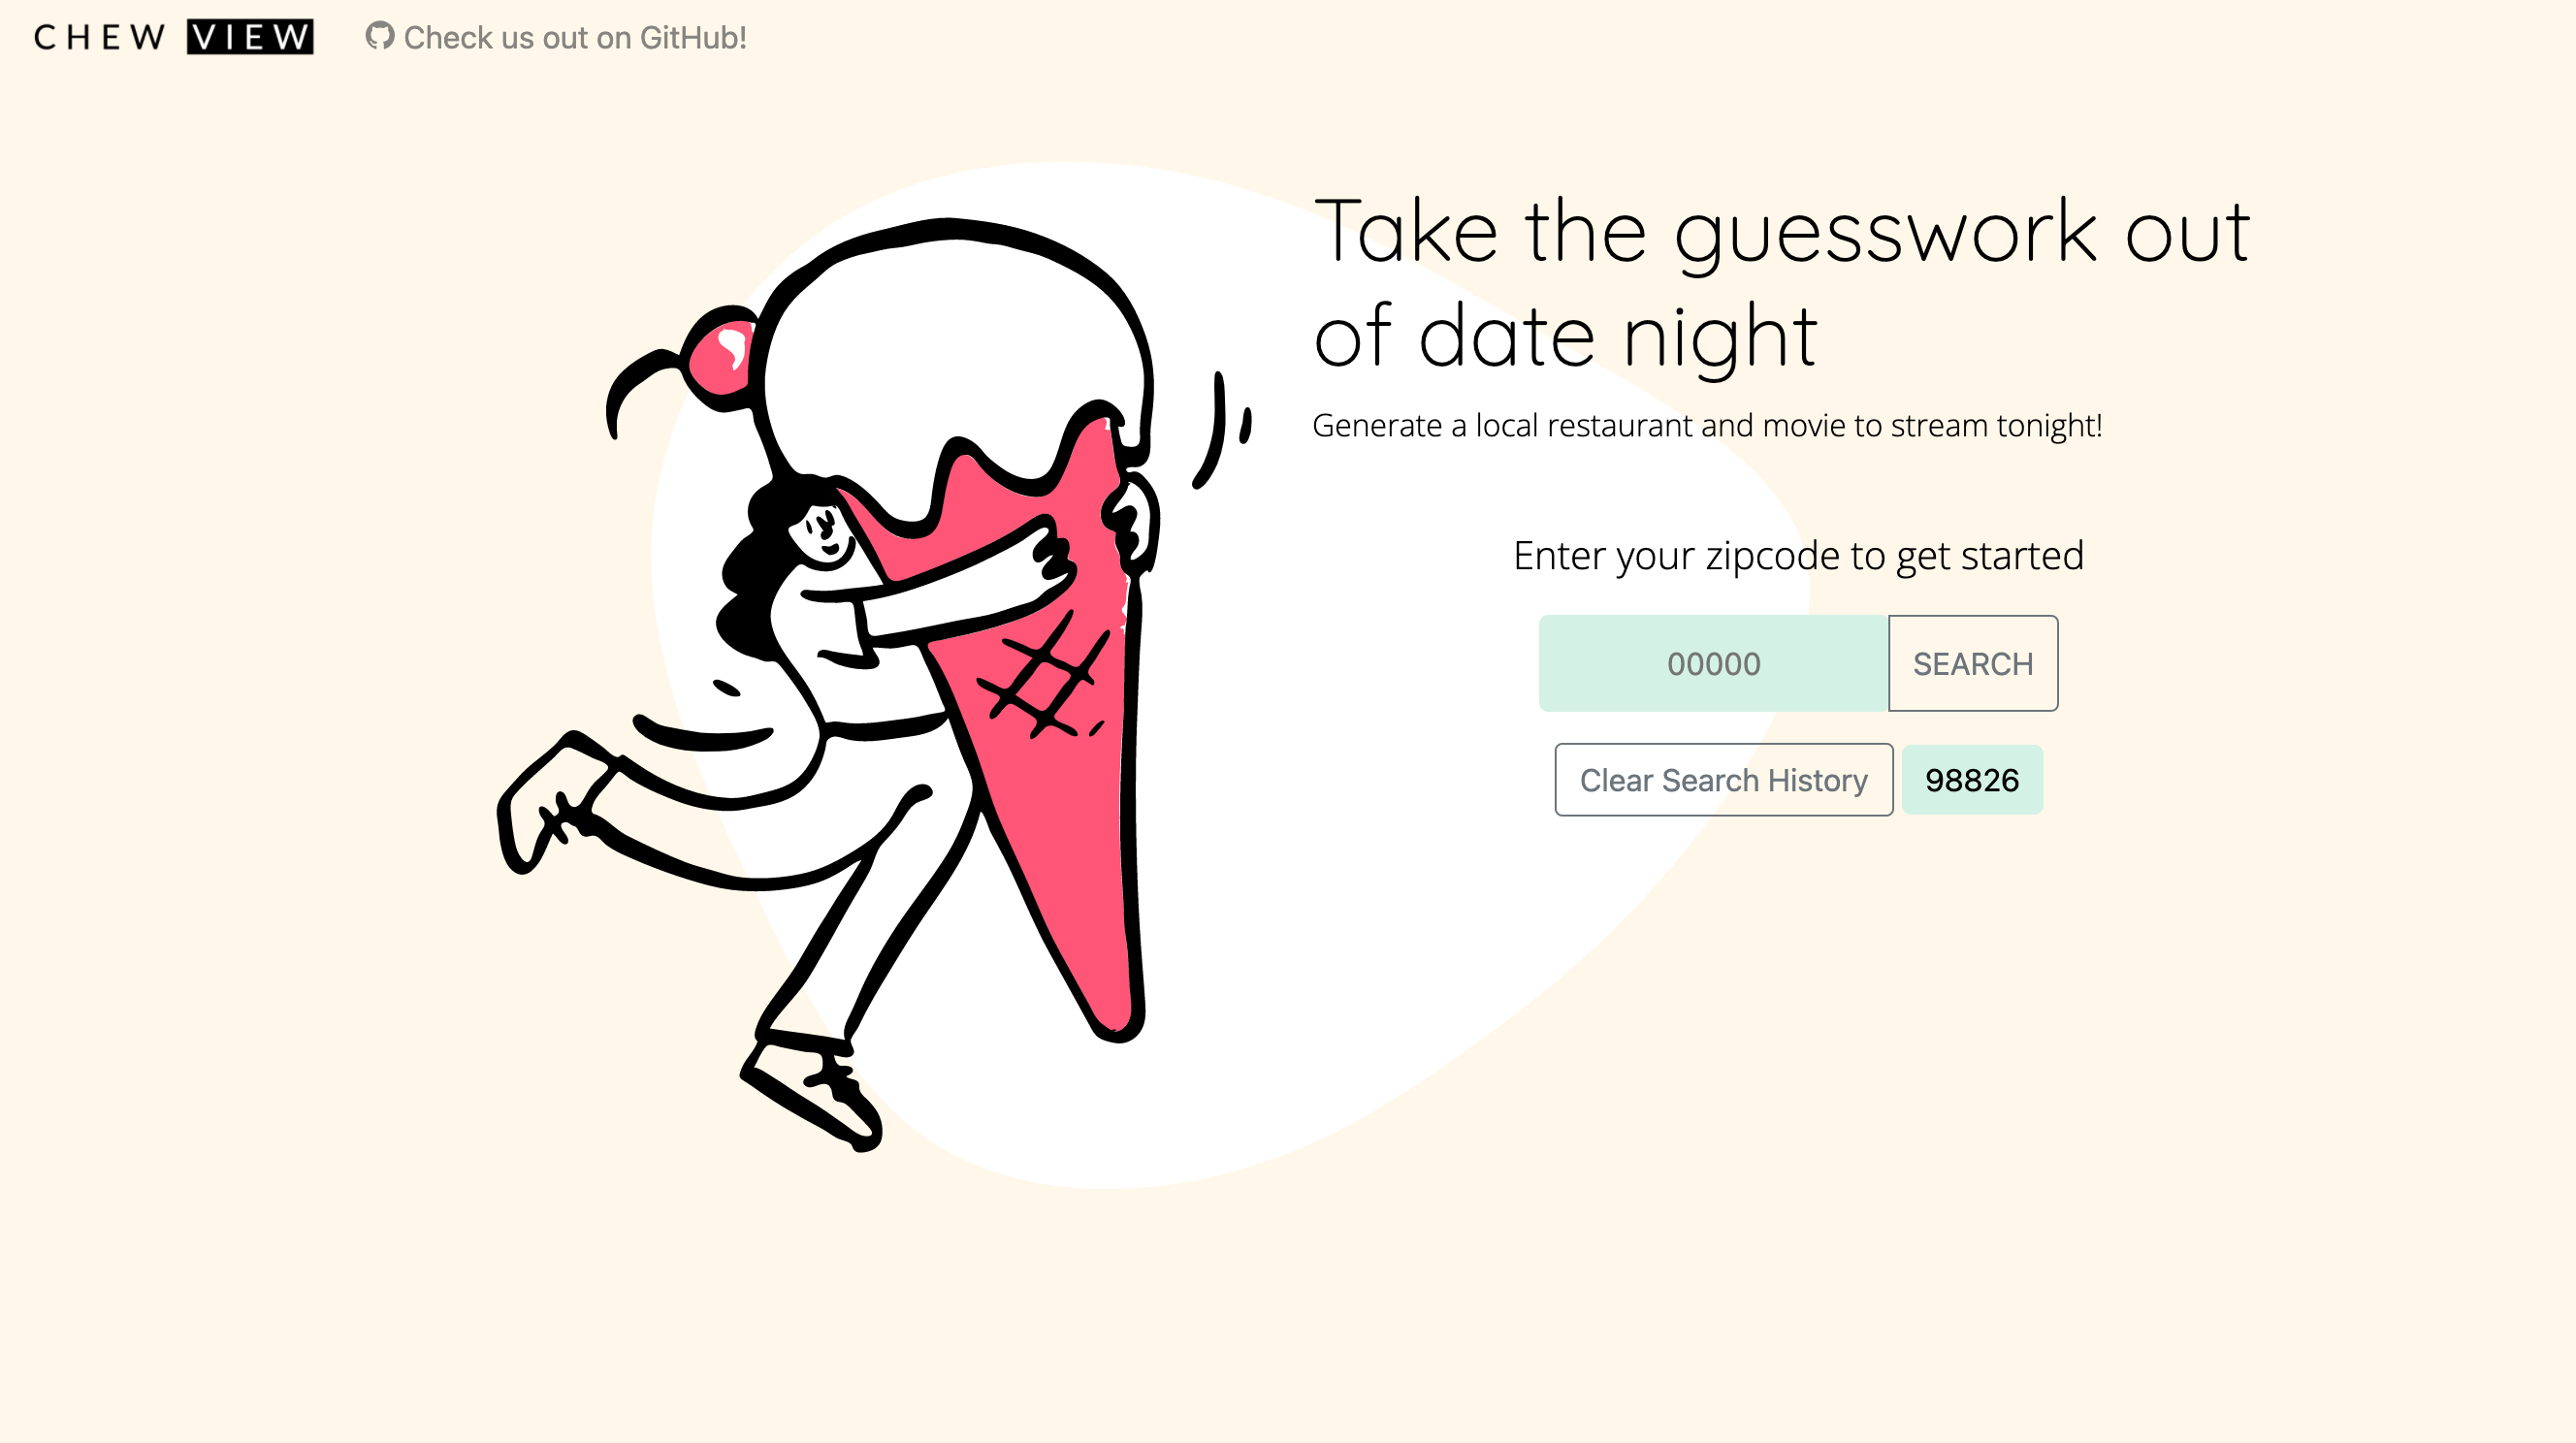 CHEW VIEW
Check us out on GitHub!
Take the guesswork out
of date night
Generate a local restaurant and movie to stream tonight!
Enter your zipcode to get started
00000
SEARCH
Clear Search History
98826